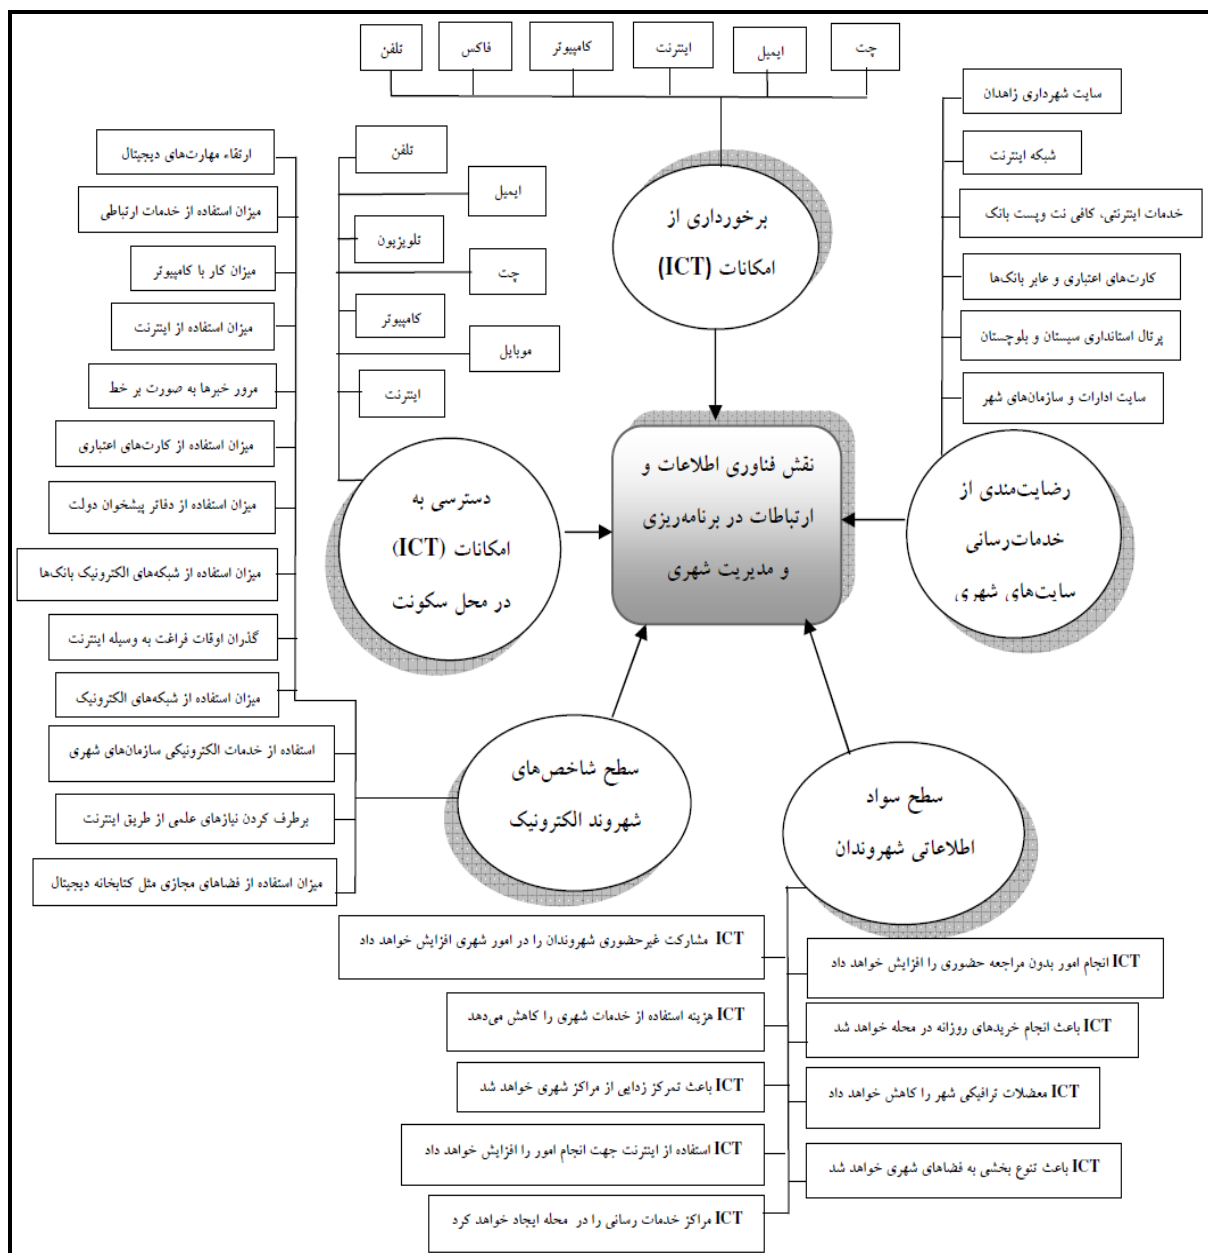 چت
ایمیل
اینترنت
کامپیوتر
فاکس
تلفن
برخورداری از
امکانات (ICT)
سایت شهرداری زاهدان
شبکه اینترنت
خدمات اینترنتی، کافی نت وپست بانک
کارت‌های اعتباری و عابر بانک‌ها
پرتال استانداری سیستان و بلوچستان
سایت ادارات و سازمان‌های شهر
رضایت‌مندی از
خدمات‌رسانی
سایت‌های شهری
نقش فناوری اطلاعات و
ارتباطات در برنامه‌ریزی
و مدیریت شهری
تلفن
ایمیل
تلویزیون
چت
کامپیوتر
موبایل
اینترنت
دسترسی به
امکانات (ICT)
در محل سکونت
ارتقاء مهارت‌های دیجیتال
میزان استفاده از خدمات ارتباطی
میزان کار با کامپیوتر
میزان استفاده از اینترنت
مرور خبرها به صورت بر خط
میزان استفاده از کارت‌های اعتباری
میزان استفاده از دفاتر پیشخوان دولت
میزان استفاده از شبکه‌های الکترونیک بانک‌ها
گذران اوقات فراغت به وسیله اینترنت
میزان استفاده از شبکه‌های الکترونیک
استفاده از خدمات الکترونیکی سازمان‌های شهری
برطرف کردن نیازهای علمی از طریق اینترنت
میزان استفاده از فضاهای مجازی مثل کتابخانه دیجیتال
سطح شاخص‌های
شهروند الکترونیک
سطح سواد
اطلاعاتی شهروندان
ICT انجام امور بدون مراجعه حضوری را افزایش خواهد داد
ICT باعث انجام خریدهای روزانه در محله خواهد شد
ICT معضلات ترافیکی شهر را کاهش خواهد داد
ICT باعث تنوع بخشی به فضاهای شهری خواهد شد
ICT مشارکت غیرحضوری شهروندان را در امور شهری افزایش خواهد داد
ICT هزینه استفاده از خدمات شهری را کاهش می‌دهد
ICT باعث تمرکز زدایی از مراکز شهری خواهد شد
ICT استفاده از اینترنت جهت انجام امور را افزایش خواهد داد
ICT مراکز خدمات رسانی را در محله ایجاد خواهد کرد